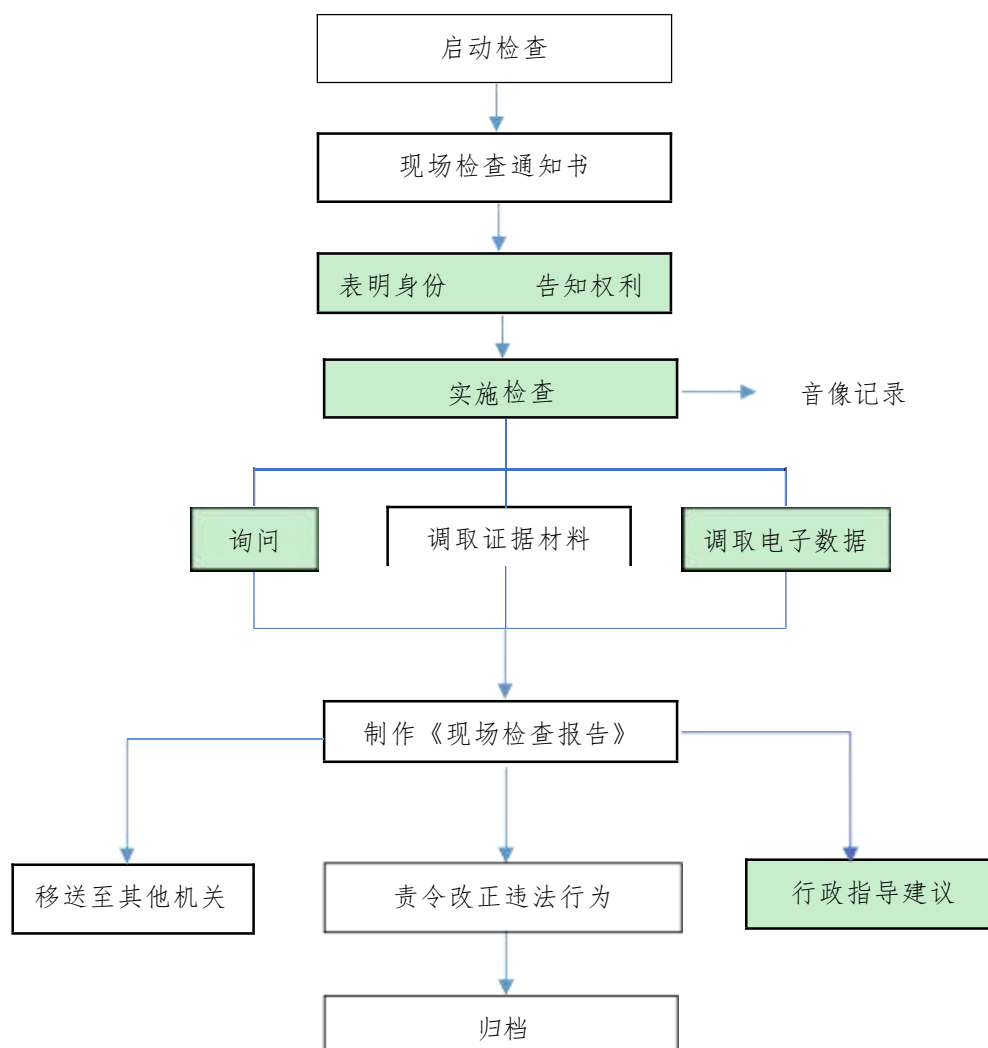 启动检查
现场检查通知书
表明身份 告知权利
实施检查 音像记录
询问 调取证据材料 调取电子数据
制作《现场检查报告》
移送至其他机关 责令改正违法行为 行政指导建议
归档